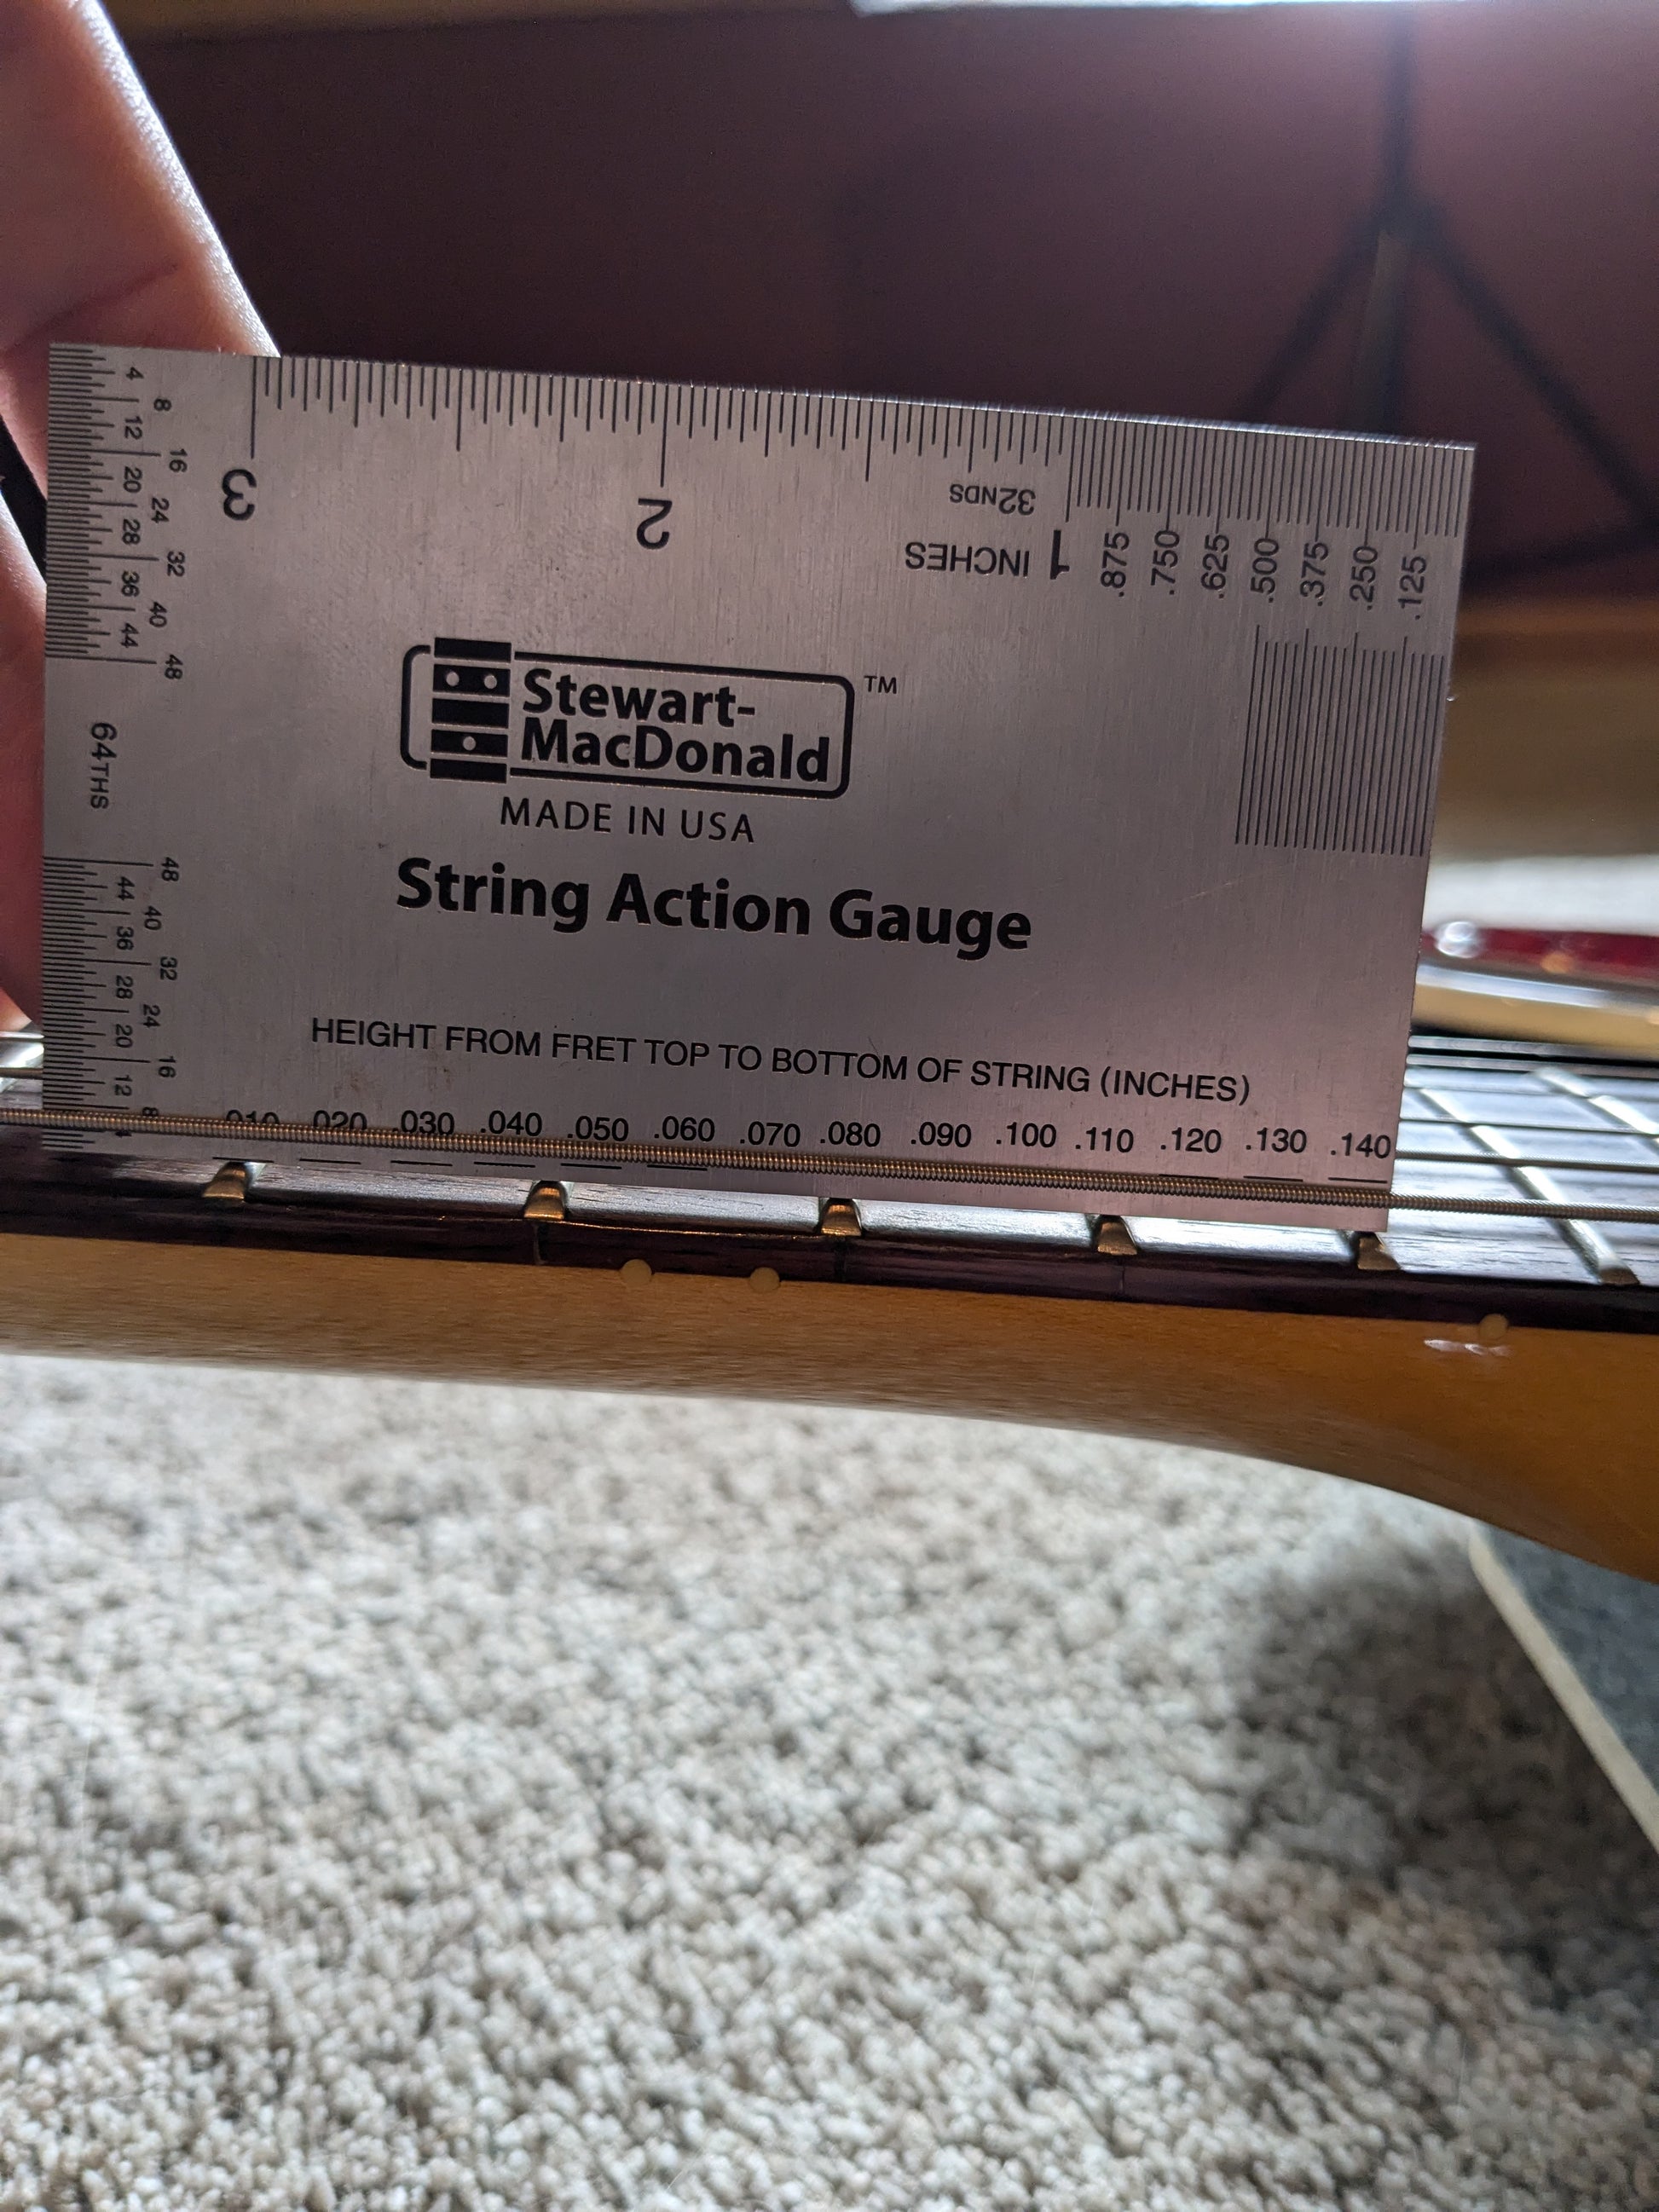 4 12 20 28 36 44
8 16 24 32 40 48
64THS
3 2 1
32NDS
INCHES
.875 .750 .625 .500 .375 .250 .125
Stewart-
MacDonald
TM
MADE IN USA
String Action Gauge
48 40 32 24 16 8
44 36 28 20 12
HEIGHT FROM FRET TOP TO BOTTOM OF STRING (INCHES)
.010 .020 .030 .040 .050 .060 .070 .080 .090 .100 .110 .120 .130 .140